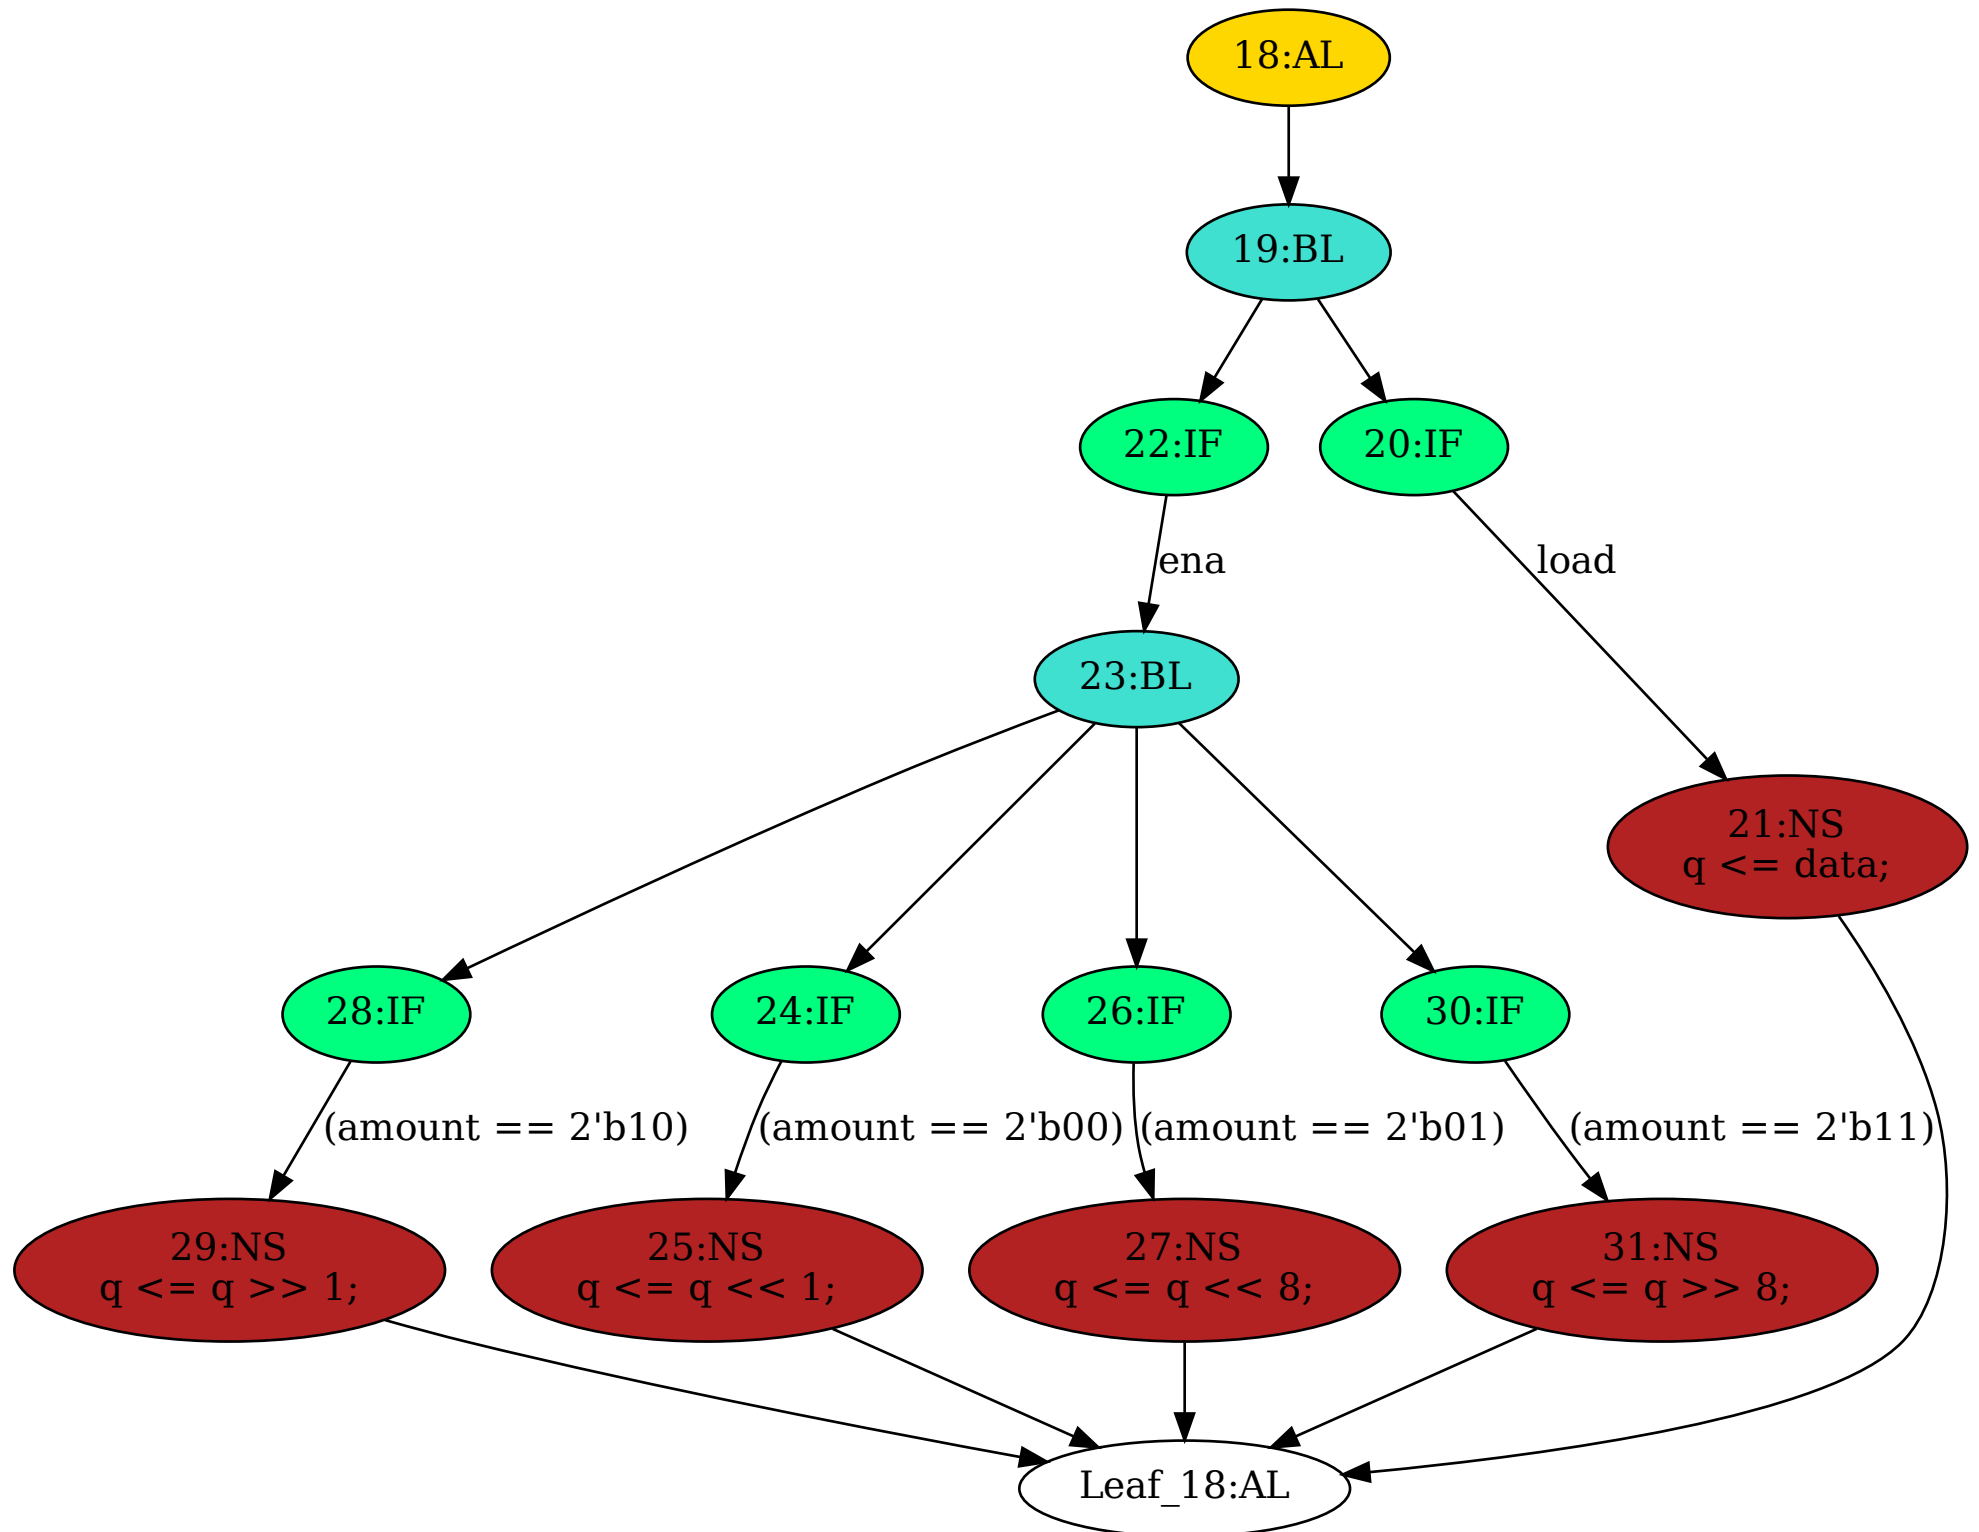 18:AL
19:BL
22:IF
20:IF
ena
load
23:BL
21:NS
q <= data;
28:IF
24:IF
26:IF
30:IF
(amount == 2'b10)
(amount == 2'b00)
(amount == 2'b01)
(amount == 2'b11)
29:NS
q <= q >> 1;
25:NS
q <= q << 1;
27:NS
q <= q << 8;
31:NS
q <= q >> 8;
Leaf_18:AL